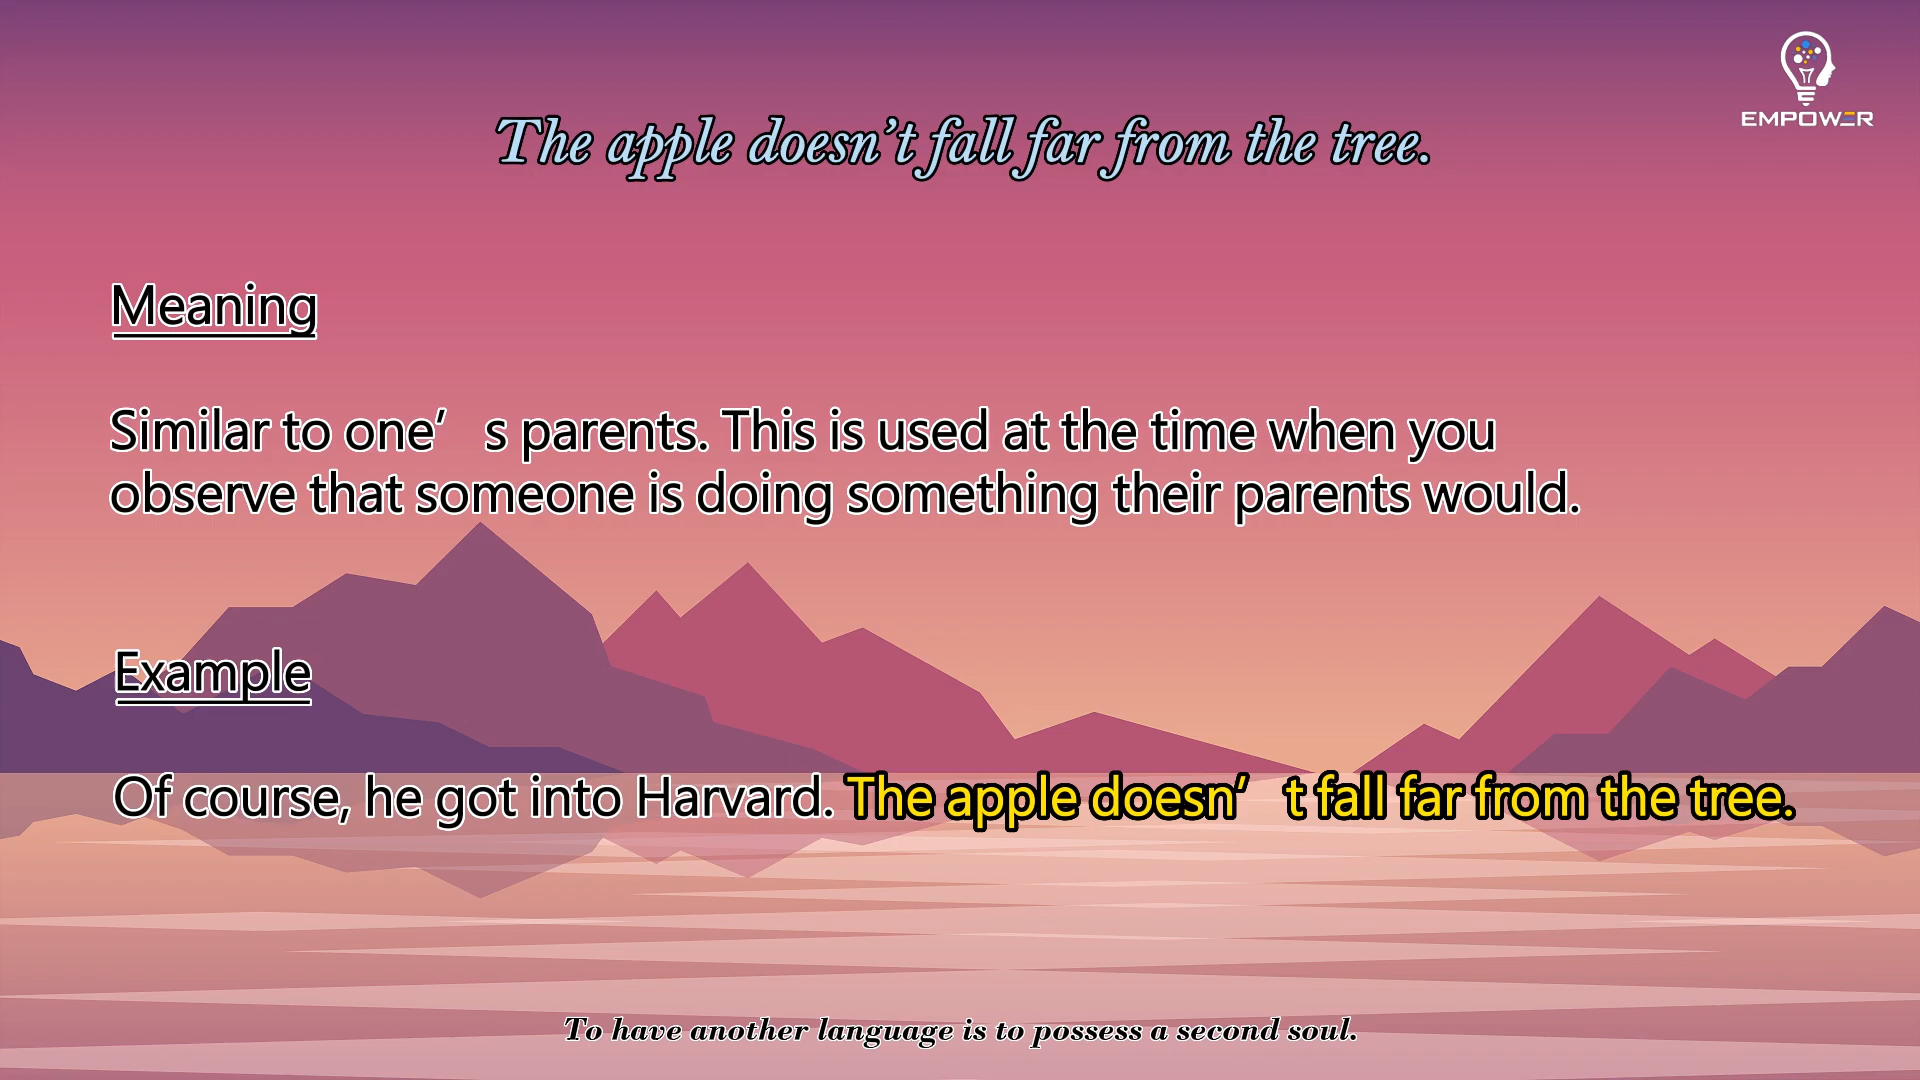 EMPOWER
The apple doesn’t fall far from the tree.
Meaning
Similar to one’ s parents. This is used at the time when you
observe that someone is doing something their parents would.
Example
Of course, he got into Harvard. The apple doesn’ t fall far from the tree.
To have another language is to possess a second soul.